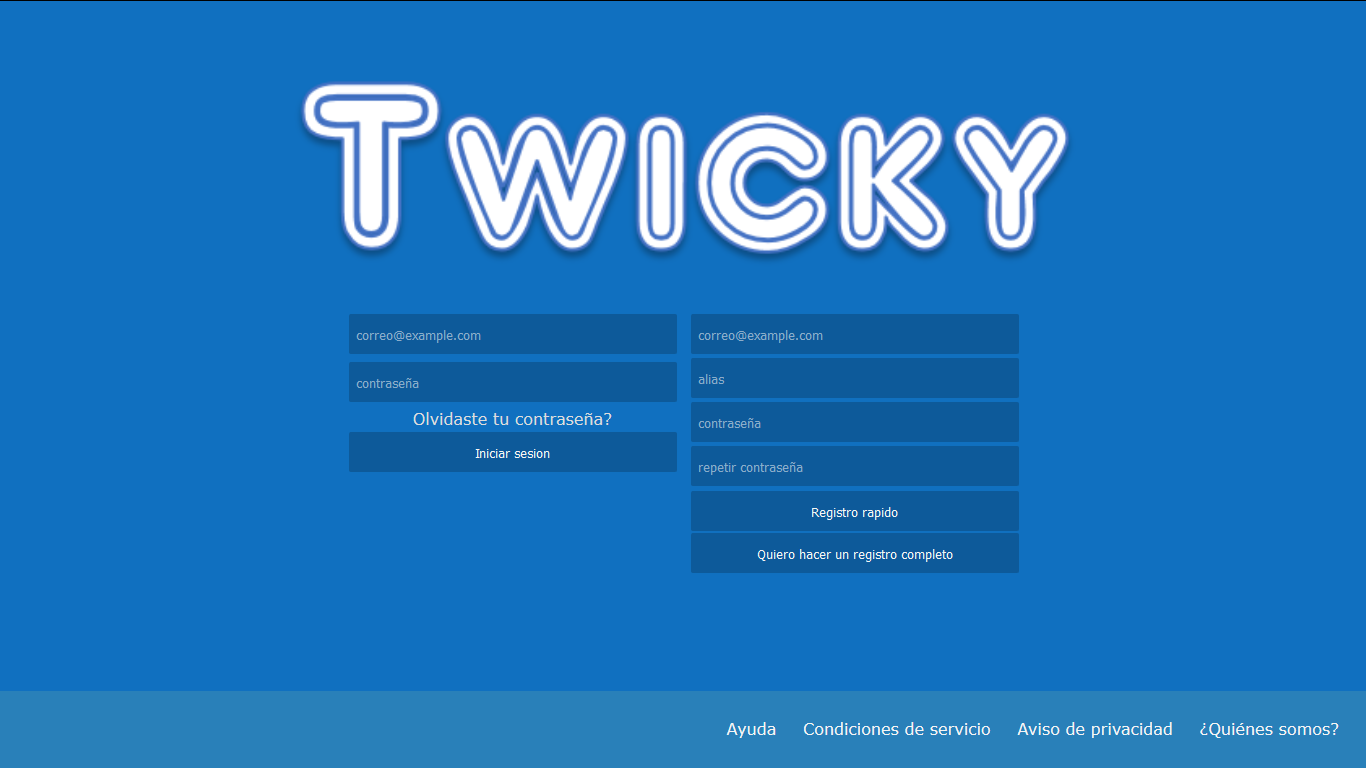 TWICKY
correo@example.com
contraseña
Olvidaste tu contraseña?
Iniciar sesion
correo@example.com
alias
contraseña
repetir contraseña
Registro rapido
Quiero hacer un registro completo
Ayuda Condiciones de servicio Aviso de privacidad ¿Quiénes somos?